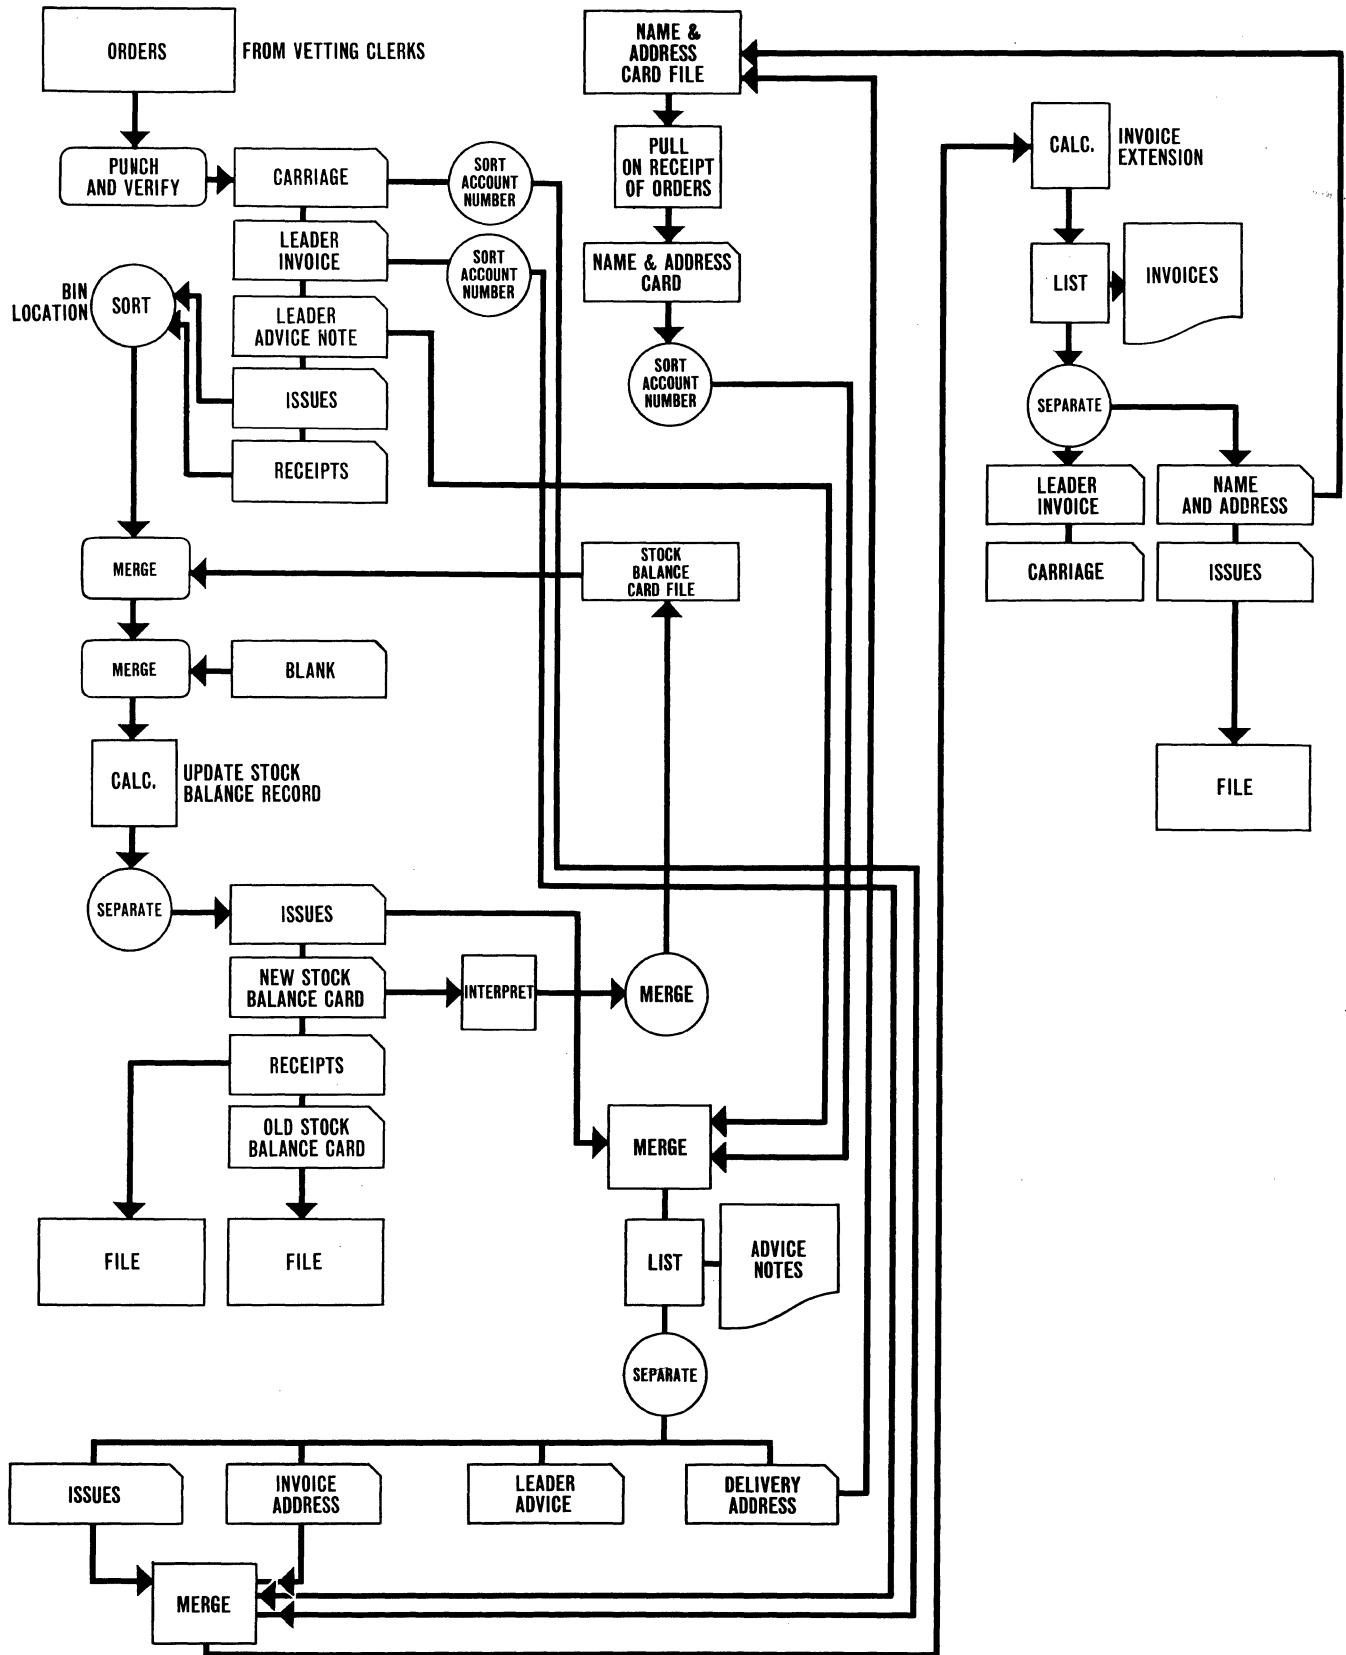 ORDERS
FROM VETTING CLERKS
PUNCH
AND VERIFY
CARRIAGE
SORT
ACCOUNT
NUMBER
LEADER
INVOICE
SORT
ACCOUNT
NUMBER
BIN
LOCATION
SORT
LEADER
ADVICE NOTE
ISSUES
RECEIPTS
MERGE
MERGE
BLANK
CALC.
UPDATE STOCK
BALANCE RECORD
SEPARATE
ISSUES
NEW STOCK
BALANCE CARD
INTERPRET
MERGE
RECEIPTS
OLD STOCK
BALANCE CARD
FILE
FILE
NAME &
ADDRESS
CARD FILE
PULL
ON RECEIPT
OF ORDERS
NAME & ADDRESS
CARD
SORT
ACCOUNT
NUMBER
STOCK
BALANCE
CARD FILE
MERGE
LIST
ADVICE
NOTES
SEPARATE
ISSUES
INVOICE
ADDRESS
LEADER
ADVICE
DELIVERY
ADDRESS
MERGE
CALC.
INVOICE
EXTENSION
LIST
INVOICES
SEPARATE
LEADER
INVOICE
NAME
AND ADDRESS
CARRIAGE
ISSUES
FILE